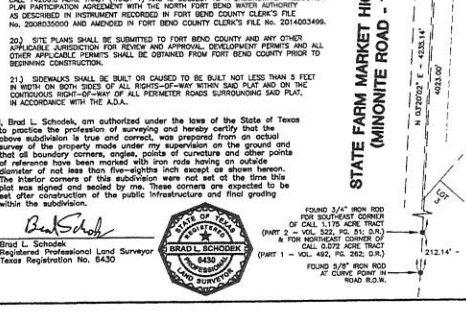 PLAN PARTICIPATION AGREEMENT WITH THE NORTH FORT BEND WATER AUTHORITY
AS DESCRIBED IN INSTRUMENT RECORDED IN FORT BEND COUNTY CLERK'S FILE
No. 2008035000 AND AMENDED IN FORT BEND COUNTY CLERK'S FILE No. 2014003499.
20.) SITE PLANS SHALL BE SUBMITTED TO FORT BEND COUNTY AND ANY OTHER
APPLICABLE JURISDICTION FOR REVIEW AND APPROVAL. DEVELOPMENT PERMITS AND ALL
OTHER APPLICABLE PERMITS SHALL BE OBTAINED FROM FORT BEND COUNTY PRIOR TO
BEGINNING CONSTRUCTION.
21.) SIDEWALKS SHALL BE BUILT OR CAUSED TO BE BUILT NOT LESS THAN 5 FEET
IN WIDTH ON BOTH SIDES OF ALL RIGHTS-OF-WAY WITHIN SAID PLAT AND ON THE
CONTIGUOUS RIGHT-OF-WAY OF ALL PERIMETER ROADS SURROUNDING SAID PLAT,
IN ACCORDANCE WITH THE A.D.A.
I, Brad L. Schodek, am authorized under the laws of the State of Texas
to practice the profession of surveying and hereby certify that the
above subdivision is true and correct, was prepared from an actual
survey of the property made under my supervision on the ground and
that all boundary corners, angles, points of curvature and other points
of reference have been marked with iron rods having an outside
diameter of not less than five-eighths inch except as shown hereon.
The interior corners of this subdivision were not set at the time this
plat was signed and sealed by me. These corners are expected to be
set after construction of the public infrastructure and final grading
within the subdivision.
Brad L. Schodek
Registered Professional Land Surveyor
Texas Registration No. 6430
STATE OF TEXAS
REGISTERED
BRAD L. SCHODEK
6430
PROFESSIONAL
LAND SURVEYOR
STATE FARM MARKET
(MINONITE ROAD -
N 03°20'02" E - 4235.14'
4023.00'
LOT
FOUND 3/4" IRON ROD
FOR SOUTHEAST CORNER
OF CALL 1.175 ACRE TRACT
(PART 2 - VOL. 522, PG. 51; D.R.)
& FOR NORTHEAST CORNER OF
CALL 0.072 ACRE TRACT
(PART 1 - VOL. 492, PG. 262; D.R.)
212.14'
FOUND 5/8" IRON ROD
AT CURVE POINT IN
ROAD R.O.W.